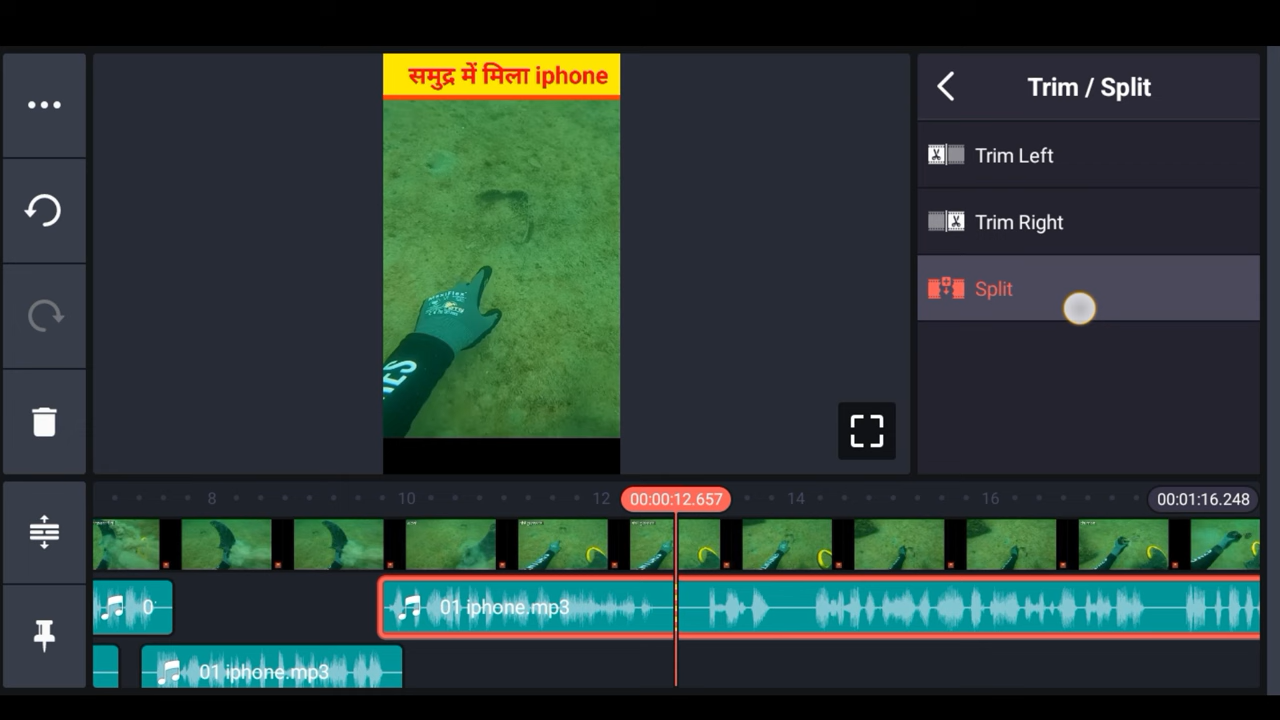 समुद्र में मिला iphone
Trim / Split
Trim Left
Trim Right
Split
8
10
12
00:00:12.657
14
16
00:01:16.248
01 iphone.mp3
01 iphone.mp3